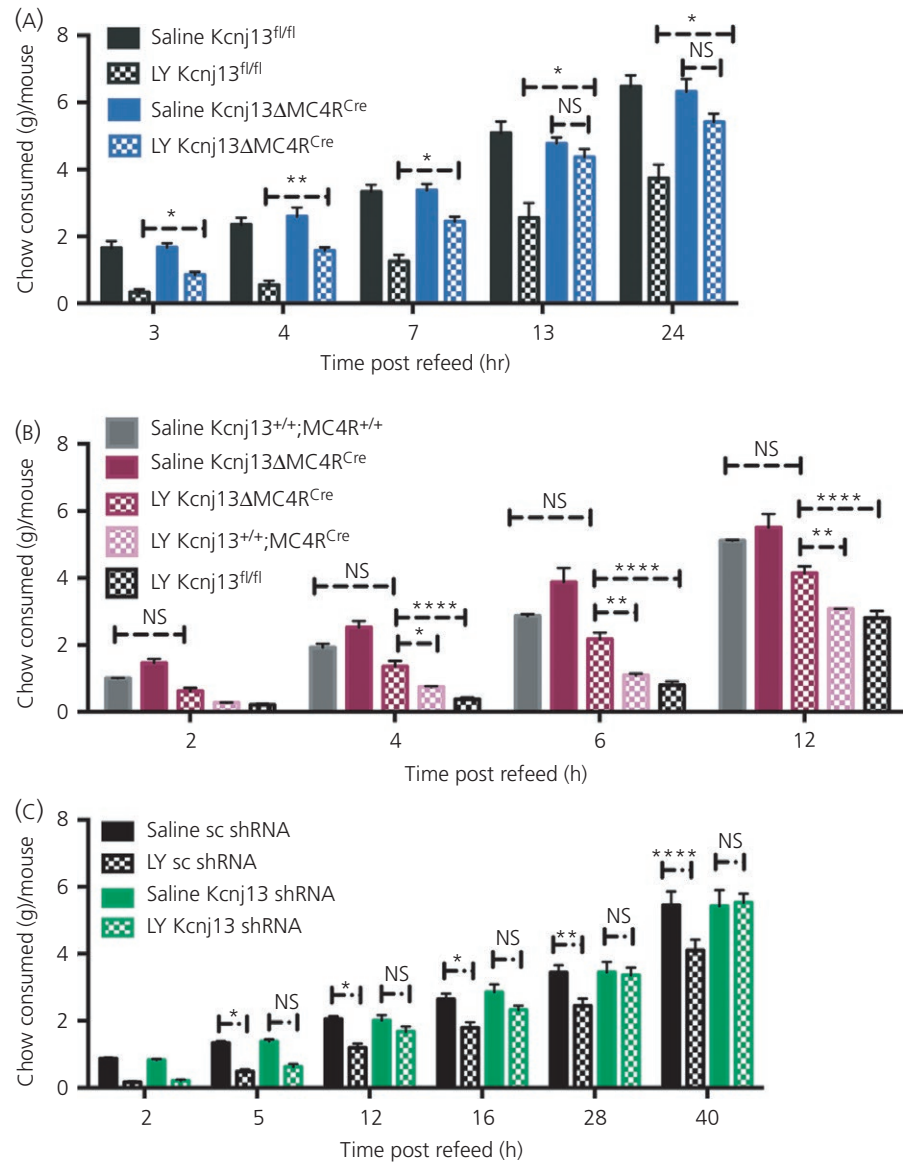 (A)
Chow consumed (g)/mouse
8
6
4
2
0
Saline Kcnj13fl/fl
LY Kcnj13fl/fl
Saline Kcnj13ΔMC4RCre
LY Kcnj13ΔMC4RCre
*
**
*
*
NS
*
NS
3 4 7 13 24
Time post refeed (hr)
(B)
Chow consumed (g)/mouse
8
6
4
2
0
Saline Kcnj13+/+;MC4R+/+
Saline Kcnj13ΔMC4RCre
LY Kcnj13ΔMC4RCre
LY Kcnj13+/+;MC4RCre
LY Kcnj13fl/fl
NS
NS
****
*
NS
****
**
NS
****
**
2 4 6 12
Time post refeed (h)
(C)
Chow consumed (g)/mouse
8
6
4
2
0
Saline sc shRNA
LY sc shRNA
Saline Kcnj13 shRNA
LY Kcnj13 shRNA
*
NS
*
NS
*
NS
**
NS
****
NS
2 5 12 16 28 40
Time post refeed (h)